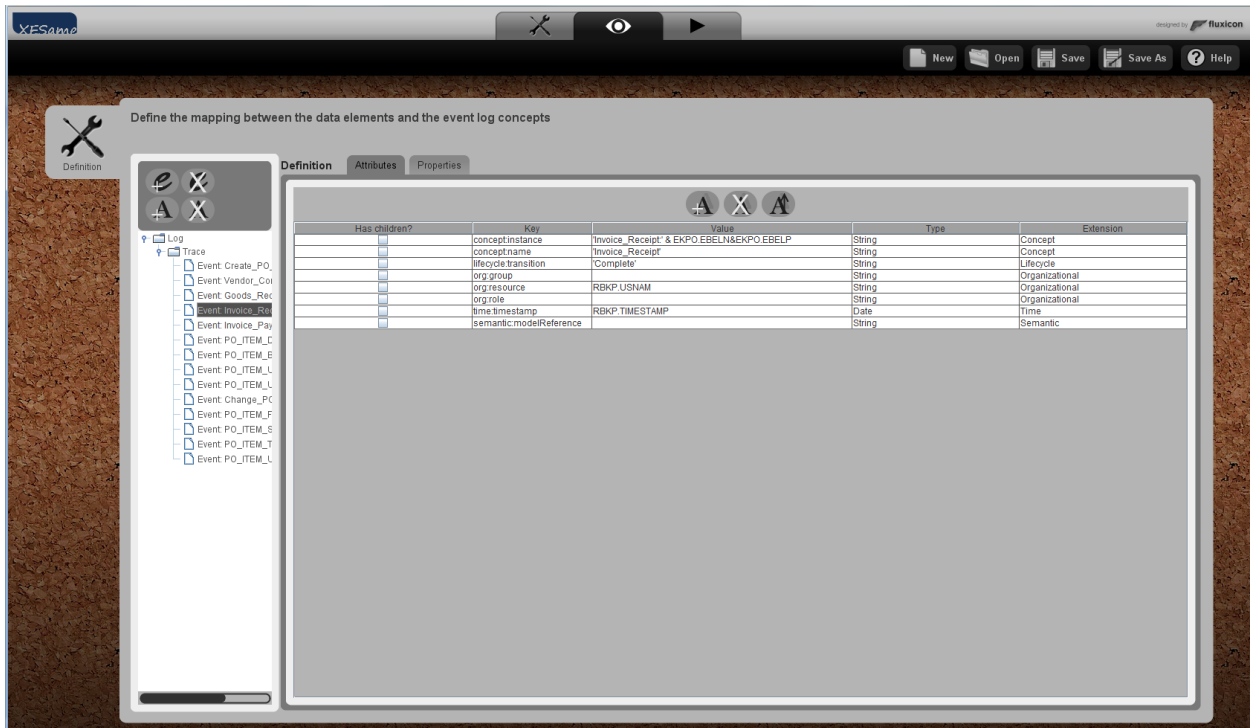 XESame
designed by fluxicon
New Open Save Save As Help
Define the mapping between the data elements and the event log concepts
Definition
Definition Attributes Properties
Has children? Key Value Type Extension
concept:instance 'Invoice_Receipt:' & EKPO.EBELN&EKPO.EBELP String Concept
concept:name 'Invoice_Receipt' String Concept
lifecycle:transition 'Complete' String Lifecycle
org:group String Organizational
org:resource RBKP.USNAM String Organizational
org:role String Organizational
time:timestamp RBKP.TIMESTAMP Date Time
semantic:modelReference String Semantic
Log
Trace
Event: Create_PO_
Event: Vendor_Co
Event: Goods_Rec
Event: Invoice_Rec
Event: Invoice_Pay
Event: PO_ITEM_D
Event: PO_ITEM_B
Event: PO_ITEM_U
Event: PO_ITEM_U
Event: Change_PO
Event: PO_ITEM_F
Event: PO_ITEM_S
Event: PO_ITEM_T
Event: PO_ITEM_U